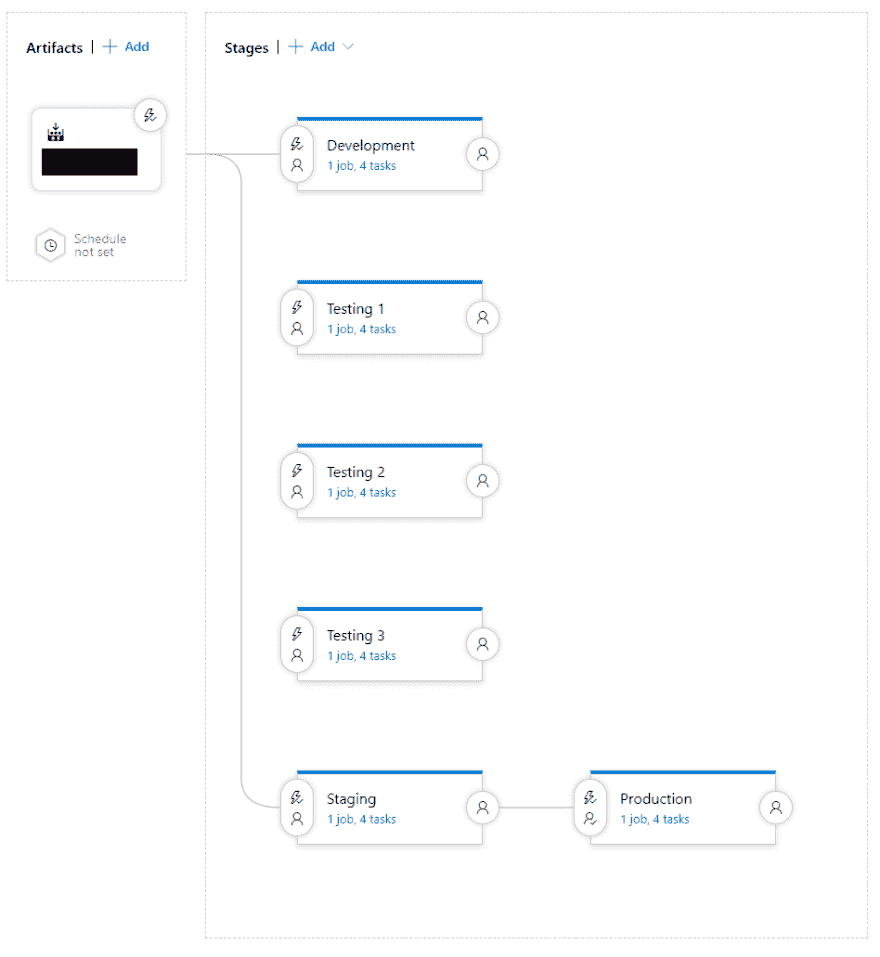 Artifacts | + Add
Schedule
not set
Stages | + Add
Development
1 job, 4 tasks
Testing 1
1 job, 4 tasks
Testing 2
1 job, 4 tasks
Testing 3
1 job, 4 tasks
Staging
1 job, 4 tasks
Production
1 job, 4 tasks